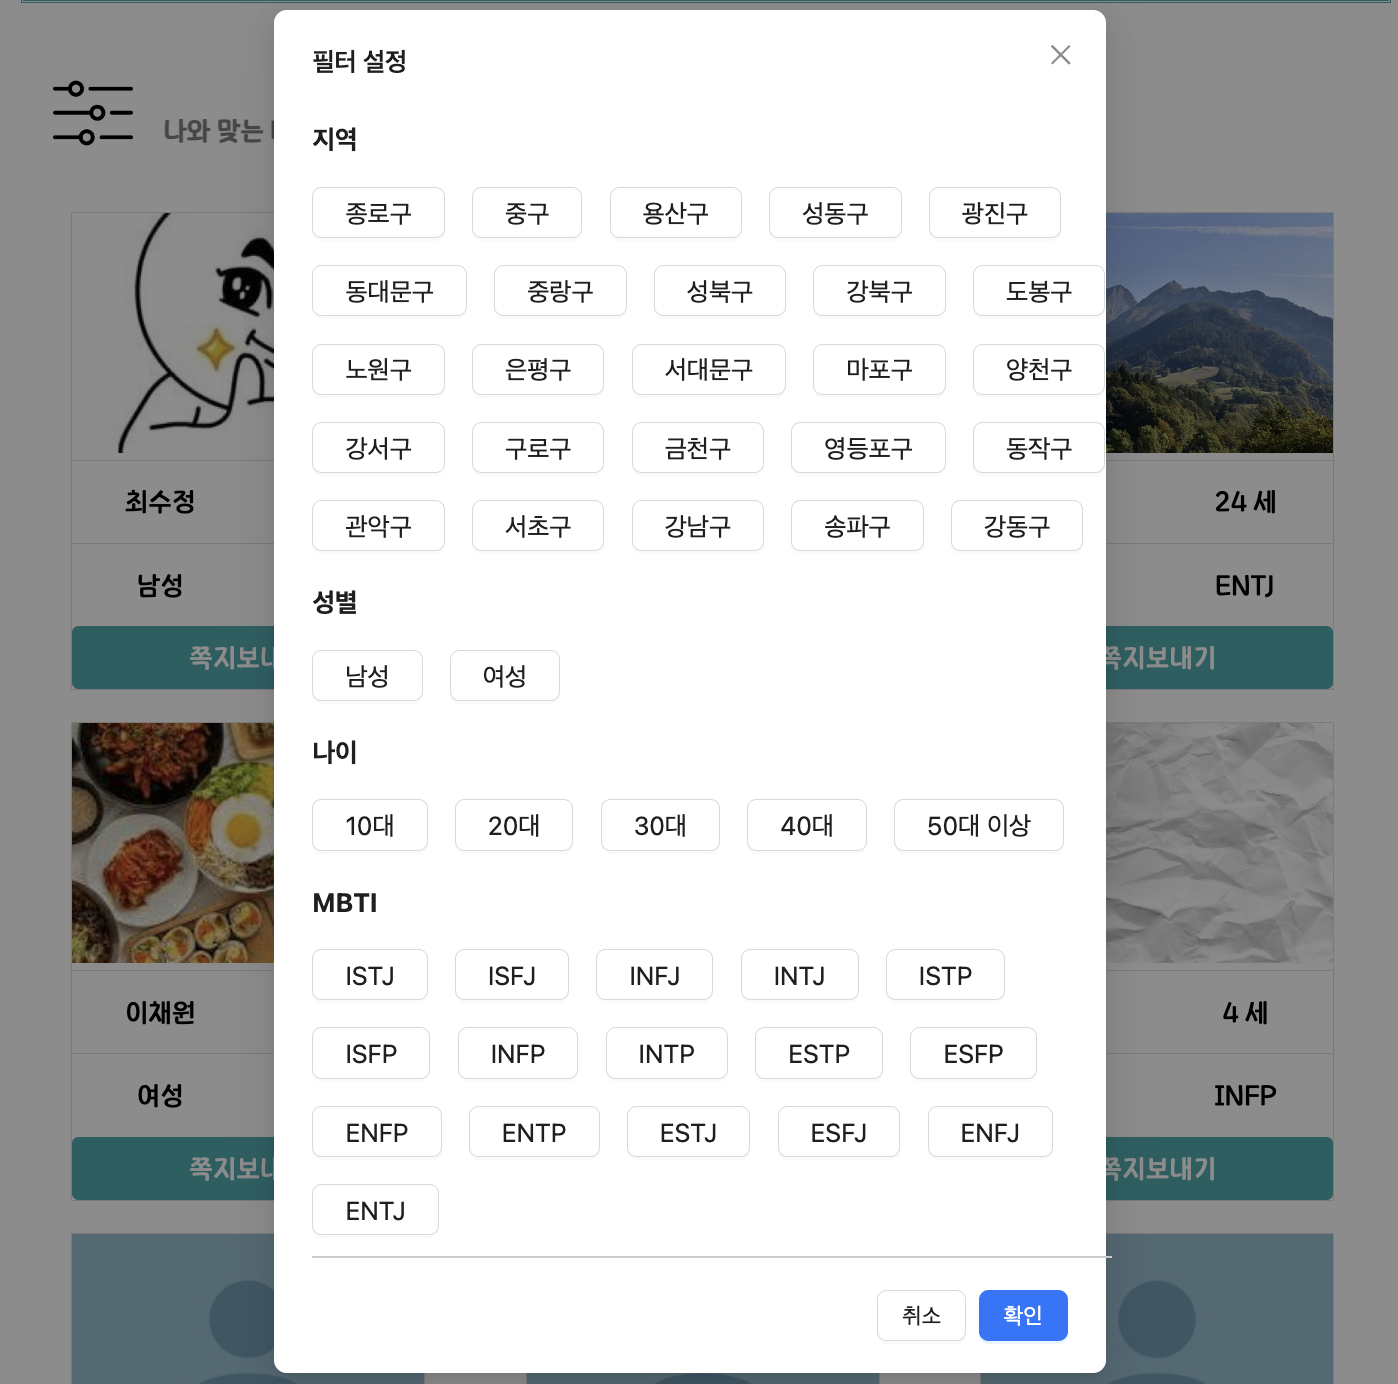 필터 설정
나와 맞는
지역
종로구 중구 용산구 성동구 광진구
동대문구 중랑구 성북구 강북구 도봉구
노원구 은평구 서대문구 마포구 양천구
강서구 구로구 금천구 영등포구 동작구
관악구 서초구 강남구 송파구 강동구
성별
남성 여성
나이
10대 20대 30대 40대 50대 이상
MBTI
ISTJ ISFJ INFJ INTJ ISTP
ISFP INFP INTP ESTP ESFP
ENFP ENTP ESTJ ESFJ ENFJ
ENTJ
취소 확인
최수정
남성
쪽지보내
24 세
ENTJ
쪽지보내기
이채원
여성
쪽지보내
4 세
INFP
쪽지보내기